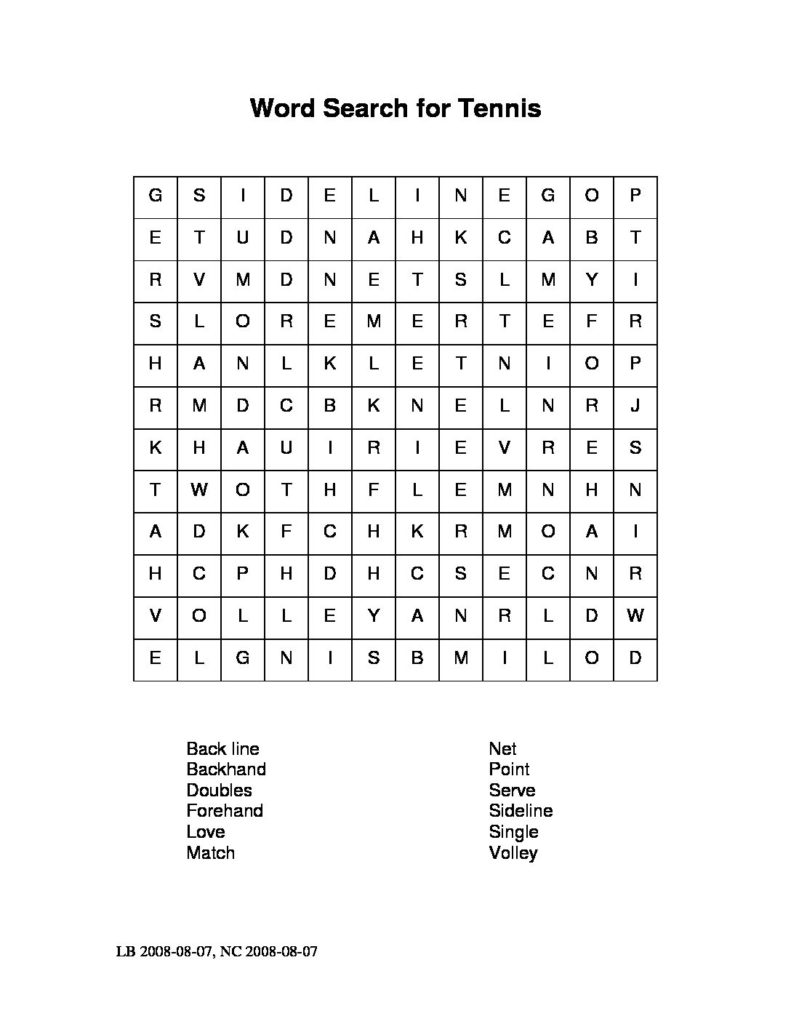 Word Search for Tennis
G S I D E L I N E G O P
E T U D N A H K C A B T
R V M D N E T S L M Y I
S L O R E M E R T E F R
H A N L K L E T N I O P
R M D C B K N E L N R J
K H A U I R I E V R E S
T W O T H F L E M N H N
A D K F C H K R M O A I
H C P H D H C S E C N R
V O L L E Y A N R L D W
E L G N I S B M I L O D
Back line Net
Backhand Point
Doubles Serve
Forehand Sideline
Love Single
Match Volley
LB 2008-08-07, NC 2008-08-07